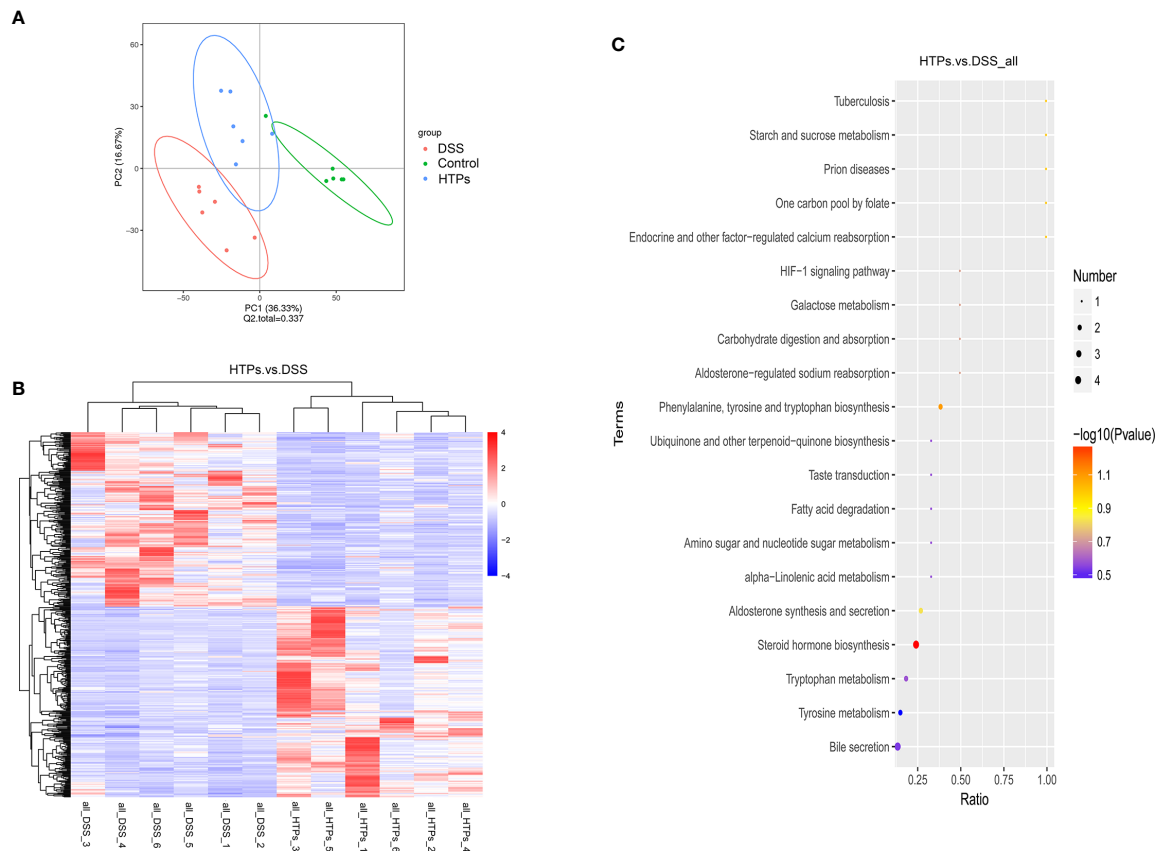 A
60
30
0
−30
PC2 (16.67%)
−50
0
50
PC1 (36.33%)
Q2.total=0.337
group
DSS
Control
HTPs
B
HTPs.vs.DSS
4
2
0
−2
−4
all_DSS_3
all_DSS_4
all_DSS_6
all_DSS_5
all_DSS_1
all_DSS_2
all_HTPs_3
all_HTPs_5
all_HTPs_1
all_HTPs_6
all_HTPs_2
all_HTPs_4
C
HTPs.vs.DSS_all
Terms
Tuberculosis
Starch and sucrose metabolism
Prion diseases
One carbon pool by folate
Endocrine and other factor−regulated calcium reabsorption
HIF−1 signaling pathway
Galactose metabolism
Carbohydrate digestion and absorption
Aldosterone−regulated sodium reabsorption
Phenylalanine, tyrosine and tryptophan biosynthesis
Ubiquinone and other terpenoid−quinone biosynthesis
Taste transduction
Fatty acid degradation
Amino sugar and nucleotide sugar metabolism
alpha−Linolenic acid metabolism
Aldosterone synthesis and secretion
Steroid hormone biosynthesis
Tryptophan metabolism
Tyrosine metabolism
Bile secretion
0.25
0.50
0.75
1.00
Ratio
Number
1
2
3
4
−log10(Pvalue)
1.1
0.9
0.7
0.5